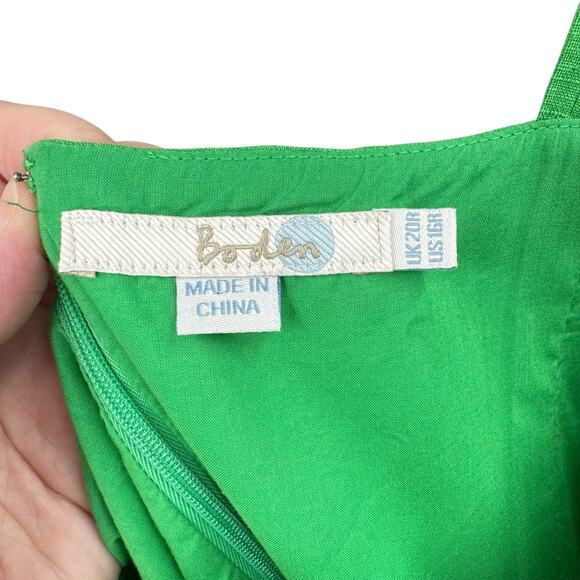 Boden
UK20R
US16R
MADE IN
CHINA